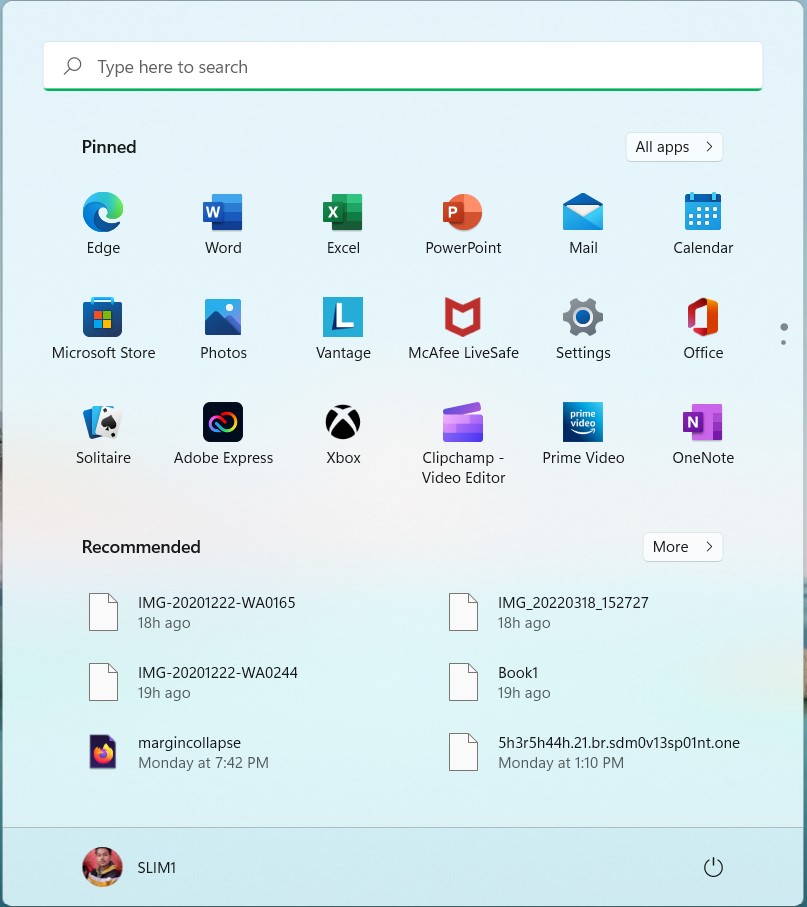 Type here to search
Pinned
All apps
Edge
Word
Excel
PowerPoint
Mail
Calendar
Microsoft Store
Photos
Vantage
McAfee LiveSafe
Settings
Office
prime
video
Solitaire
Adobe Express
Xbox
Clipchamp -
Video Editor
Prime Video
OneNote
Recommended
More
IMG-20201222-WA0165
18h ago
IMG_20220318_152727
18h ago
IMG-20201222-WA0244
19h ago
Book1
19h ago
margincollapse
Monday at 7:42 PM
5h3r5h44h.21.br.sdm0v13sp01nt.one
Monday at 1:10 PM
SLIM1